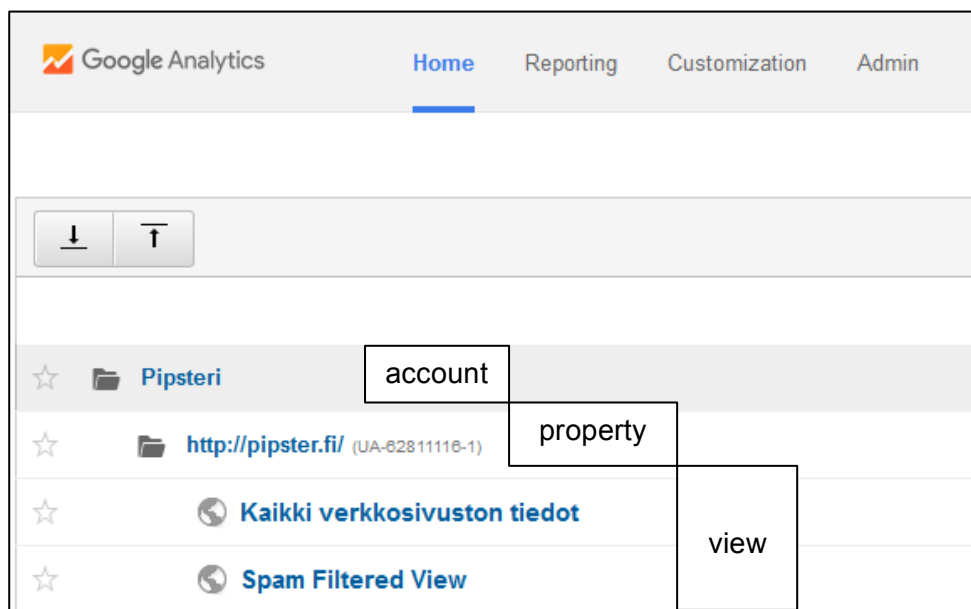 Google Analytics Home Reporting Customization Admin
Pipsteri account
http://pipster.fi/ (UA-62811116-1) property
Kaikki verkkosivuston tiedot
view
Spam Filtered View